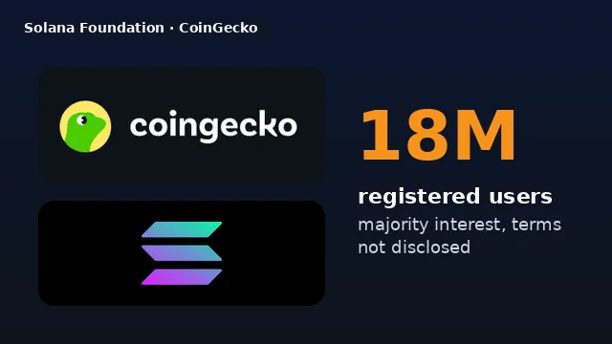 Solana Foundation · CoinGecko
coingecko
18M
registered users
majority interest, terms
not disclosed